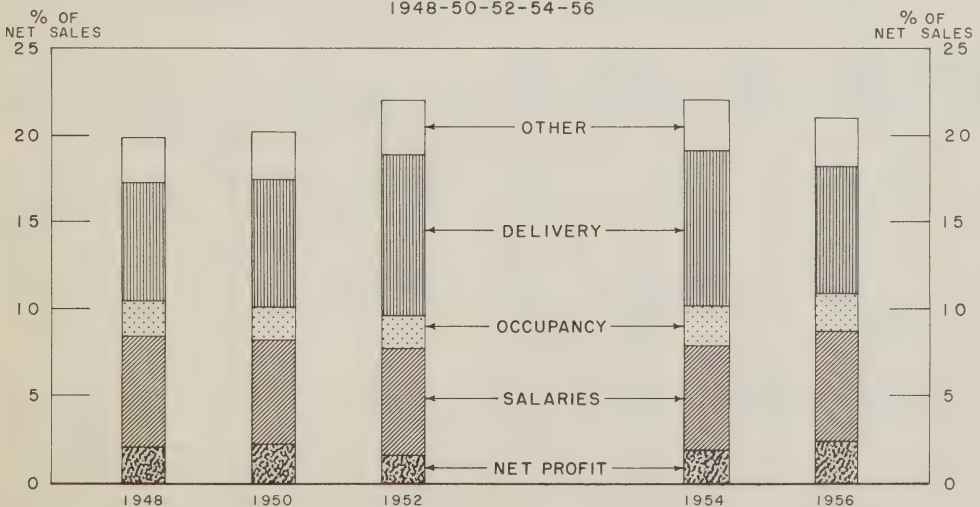 1948-50-52-54-56
% OF
NET SALES
% OF
NET SALES
25
25
20
OTHER
20
15
DELIVERY
15
10
OCCUPANCY
10
5
SALARIES
5
0
NET PROFIT
0
1948
1950
1952
1954
1956